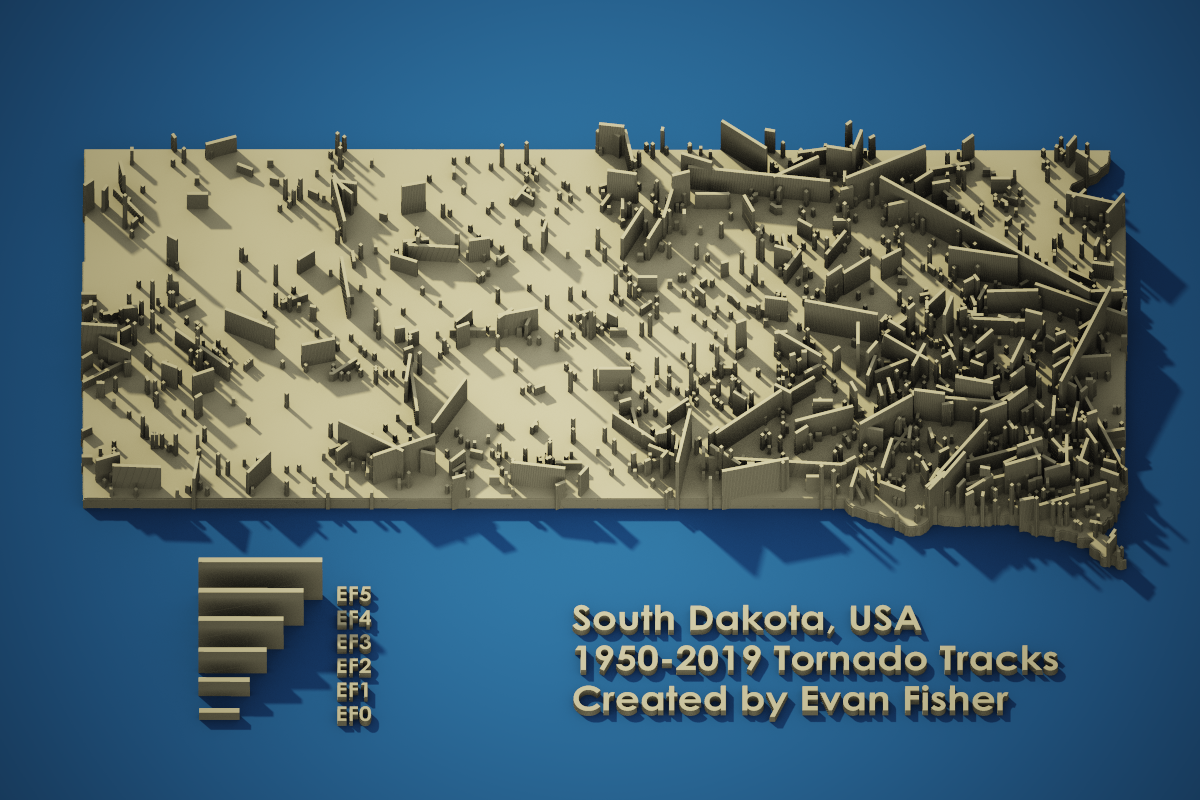 EF5
EF4
EF3
EF2
EF1
EF0
South Dakota, USA
1950-2019 Tornado Tracks
Created by Evan Fisher